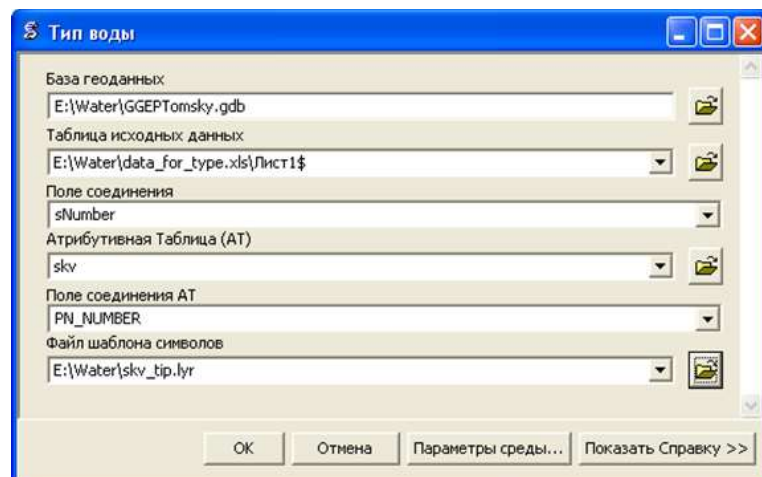 Тип воды
База геоданных
E:\Water\GGEPTomsky.gdb
Таблица исходных данных
E:\Water\data_for_type.xls\Лист1$
Поле соединения
sNumber
Атрибутивная Таблица (АТ)
skv
Поле соединения АТ
PN_NUMBER
Файл шаблона символов
E:\Water\skv_tip.lyr
ОК Отмена Параметры среды... Показать Справку >>